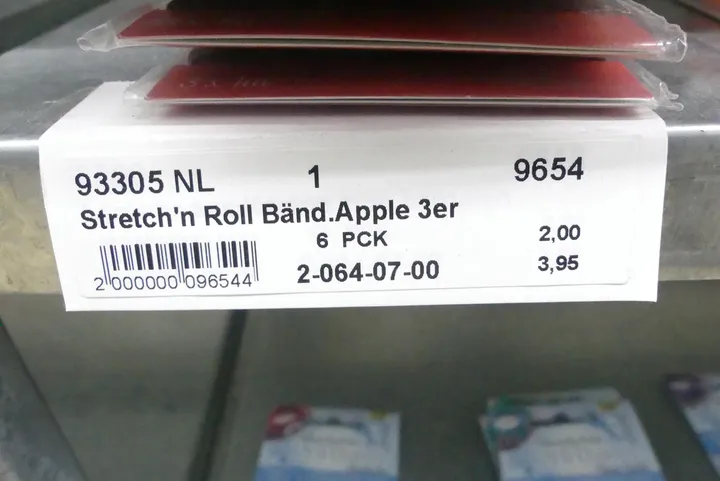 93305 NL 1 9654
Stretch'n Roll Bänd.Apple 3er
6 PCK 2,00
2-064-07-00 3,95
2 000000 096544